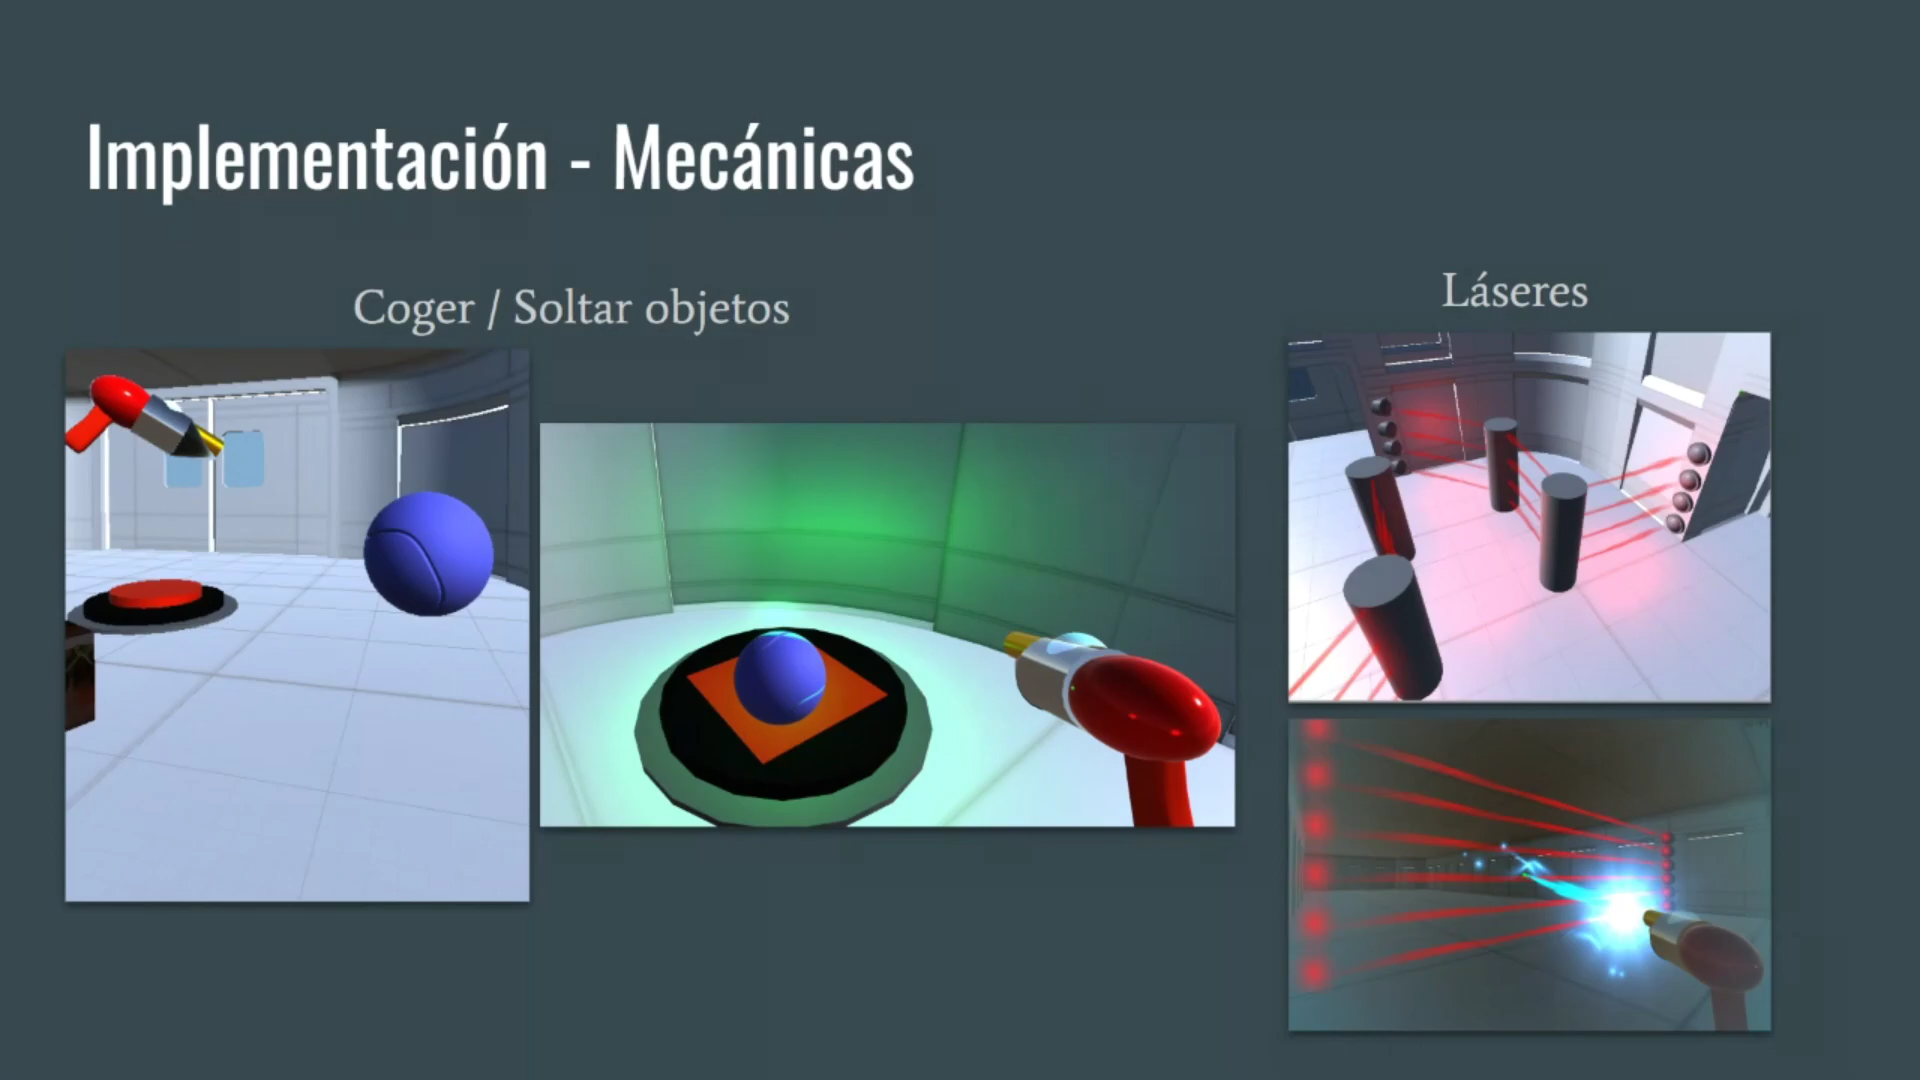 Implementación - Mecánicas
Coger / Soltar objetos
Láseres